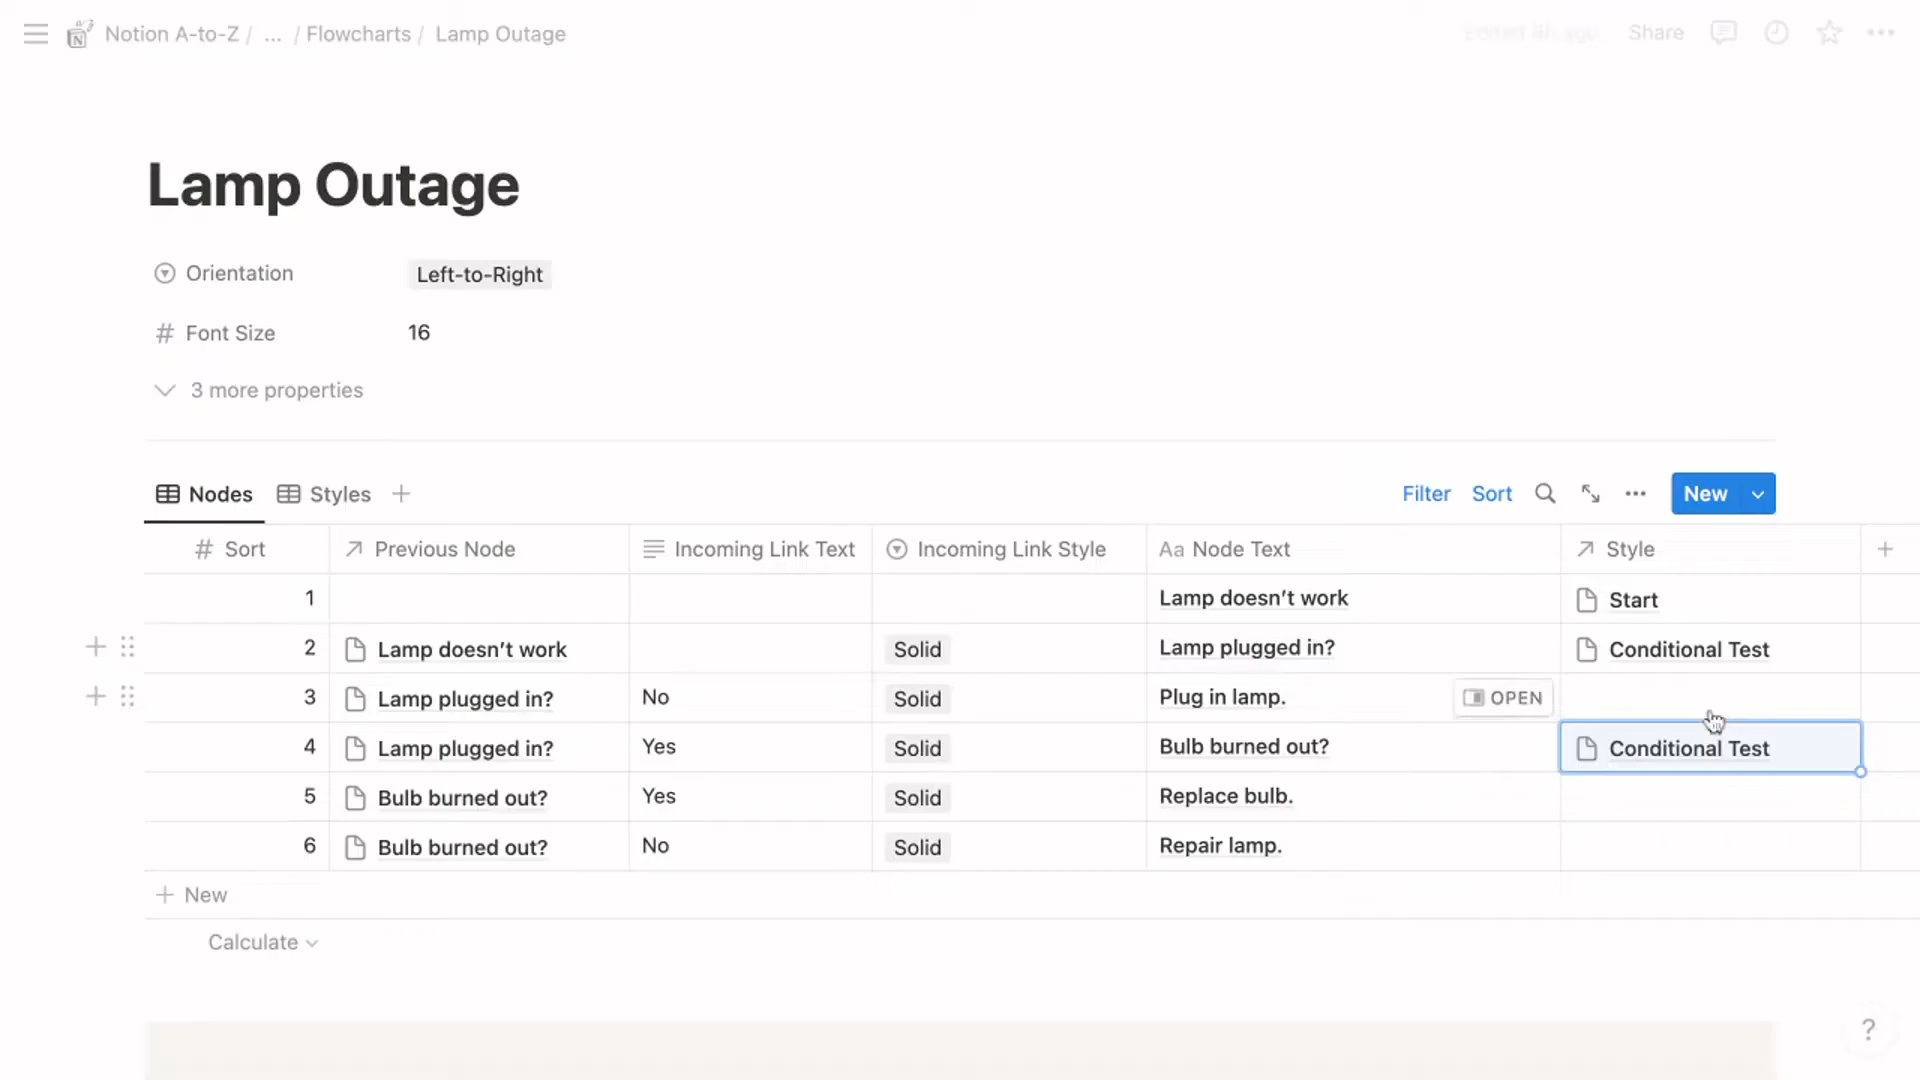 Notion A-to-Z / ... / Flowcharts / Lamp Outage
Edited 8h ago Share
Lamp Outage
Orientation Left-to-Right
# Font Size 16
3 more properties
Nodes Styles +
Filter Sort New
# Sort Previous Node Incoming Link Text Incoming Link Style Aa Node Text Style +
1 Lamp doesn’t work Start
2 Lamp doesn’t work Solid Lamp plugged in? Conditional Test
3 Lamp plugged in? No Solid Plug in lamp. OPEN
4 Lamp plugged in? Yes Solid Bulb burned out? Conditional Test
5 Bulb burned out? Yes Solid Replace bulb.
6 Bulb burned out? No Solid Repair lamp.
+ New
Calculate
?